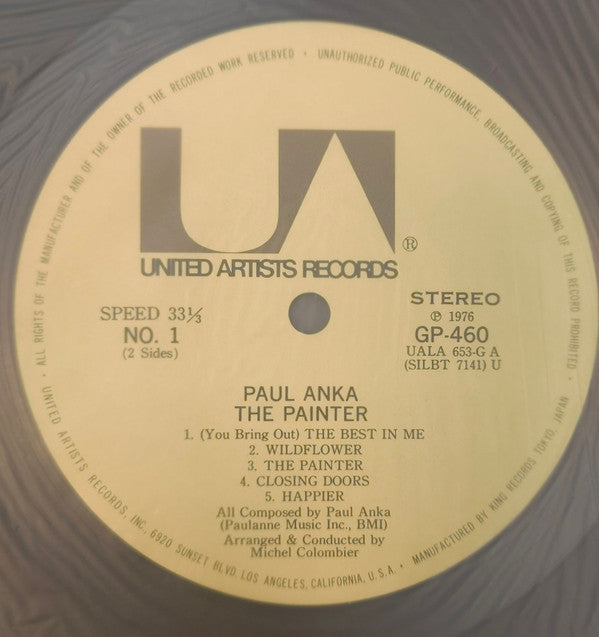 ALL RIGHTS OF THE MANUFACTURER AND OF THE OWNER OF THE RECORDED WORK RESERVED • UNAUTHORIZED PUBLIC PERFORMANCE, BROADCASTING AND COPYING OF THIS RECORD PROHIBITED •
UA®
UNITED ARTISTS RECORDS
SPEED 33⅓
NO. 1
(2 Sides)
STEREO
℗ 1976
GP-460
UALA 653-G A
(SILBT 7141) U
PAUL ANKA
THE PAINTER
1. (You Bring Out) THE BEST IN ME
2. WILDFLOWER
3. THE PAINTER
4. CLOSING DOORS
5. HAPPIER
All Composed by Paul Anka
(Paulanne Music Inc., BMI)
Arranged & Conducted by
Michel Colombier
• UNITED ARTISTS RECORDS, INC., 6920 SUNSET BLVD. LOS ANGELES, CALIFORNIA, U.S.A. • MANUFACTURED BY KING RECORDS TOKYO, JAPAN